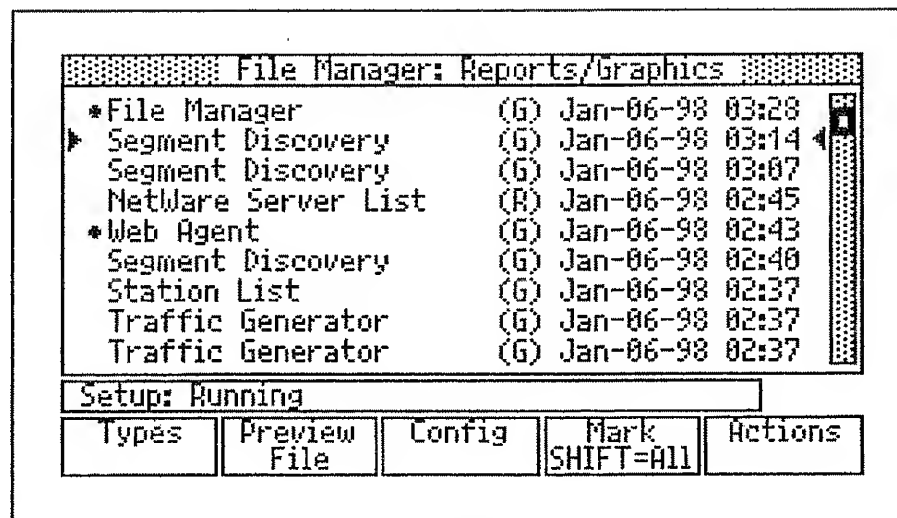 File Manager: Reports/Graphics
*File Manager (G) Jan-06-98 03:28
Segment Discovery (G) Jan-06-98 03:14
Segment Discovery (G) Jan-06-98 03:07
NetWare Server List (R) Jan-06-98 02:45
*Web Agent (G) Jan-06-98 02:43
Segment Discovery (G) Jan-06-98 02:40
Station List (G) Jan-06-98 02:37
Traffic Generator (G) Jan-06-98 02:37
Traffic Generator (G) Jan-06-98 02:37
Setup: Running
Types
Preview
File
Config
Mark
SHIFT=All
Actions